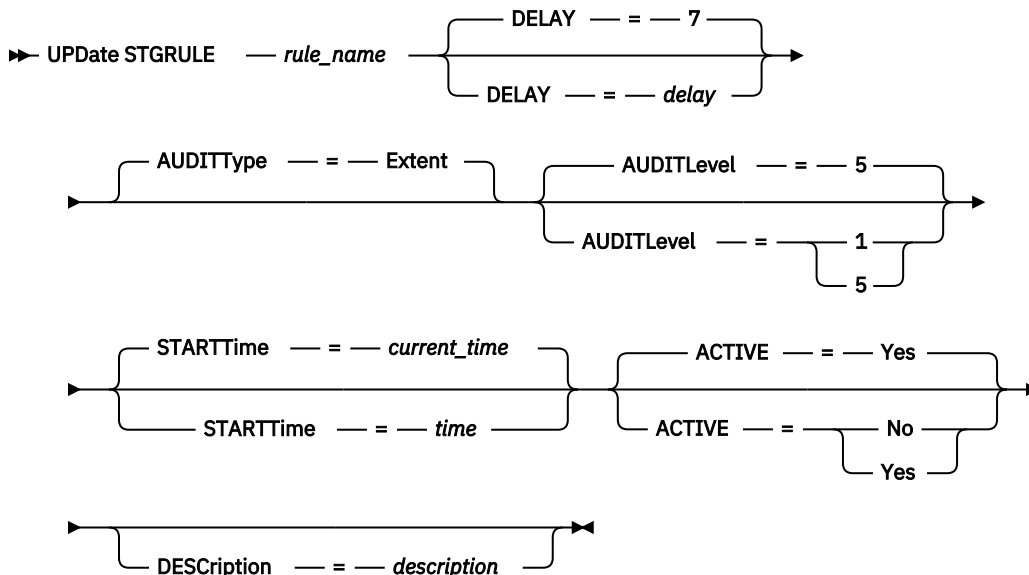 DELAY = 7
UPDate STGRULE rule_name
DELAY = delay
AUDITType = Extent
AUDITLevel = 5
AUDITLevel = 1
5
STARTTime = current_time
ACTIVE = Yes
STARTTime = time
ACTIVE = No
Yes
DESCription = description